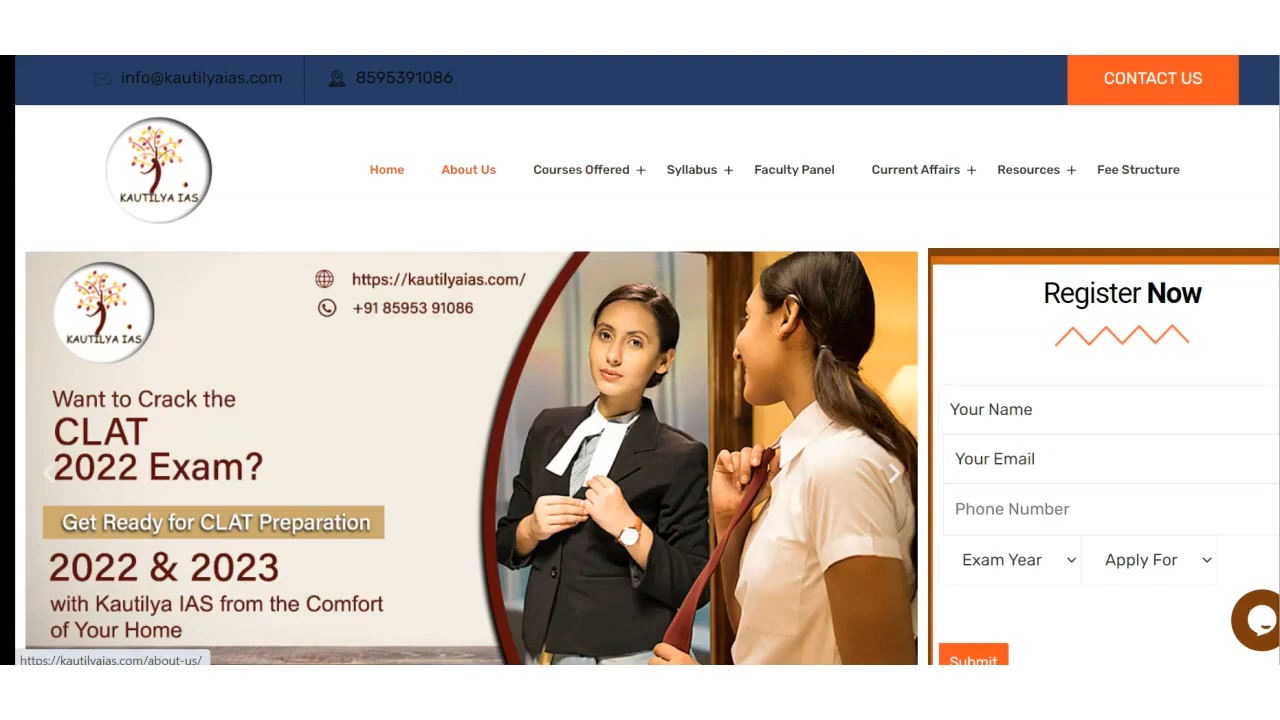 info@kautilyaias.com
8595391086
CONTACT US
KAUTILYA IAS
Home
About Us
Courses Offered +
Syllabus +
Faculty Panel
Current Affairs +
Resources +
Fee Structure
KAUTILYA IAS
https://kautilyaias.com/
+91 85953 91086
Want to Crack the
CLAT
2022 Exam?
Get Ready for CLAT Preparation
2022 & 2023
with Kautilya IAS from the Comfort
of Your Home
Register Now
Your Name
Your Email
Phone Number
Exam Year
Apply For
Submit
https://kautilyaias.com/about-us/